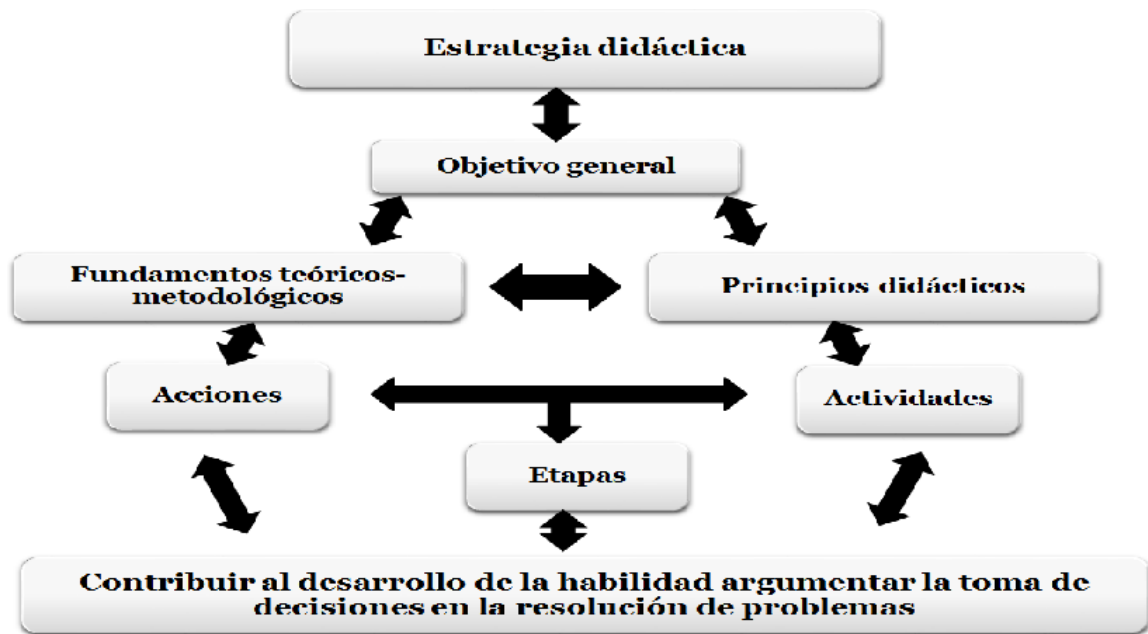 Estrategia didáctica
Objetivo general
Fundamentos teóricos-
metodológicos
Principios didácticos
Acciones
Actividades
Etapas
Contribuir al desarrollo de la habilidad argumentar la toma de
decisiones en la resolución de problemas